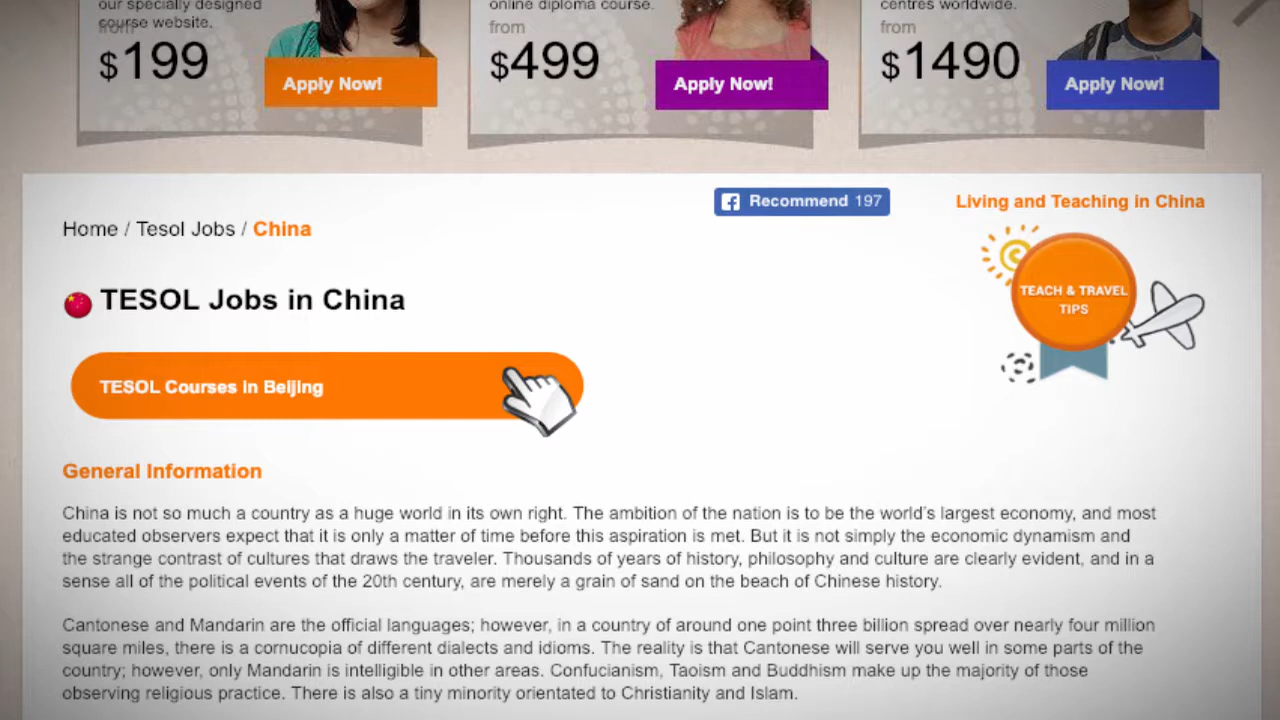 our specially designed
course website.
from
$199
Apply Now!
online diploma course.
from
$499
Apply Now!
centres worldwide.
from
$1490
Apply Now!
Recommend 197
Living and Teaching in China
Home / Tesol Jobs / China
TEACH & TRAVEL
TIPS
TESOL Jobs in China
TESOL Courses in Beijing
General Information
China is not so much a country as a huge world in its own right. The ambition of the nation is to be the world's largest economy, and most
educated observers expect that it is only a matter of time before this aspiration is met. But it is not simply the economic dynamism and
the strange contrast of cultures that draws the traveler. Thousands of years of history, philosophy and culture are clearly evident, and in a
sense all of the political events of the 20th century, are merely a grain of sand on the beach of Chinese history.
Cantonese and Mandarin are the official languages; however, in a country of around one point three billion spread over nearly four million
square miles, there is a cornucopia of different dialects and idioms. The reality is that Cantonese will serve you well in some parts of the
country; however, only Mandarin is intelligible in other areas. Confucianism, Taoism and Buddhism make up the majority of those
observing religious practice. There is also a tiny minority orientated to Christianity and Islam.